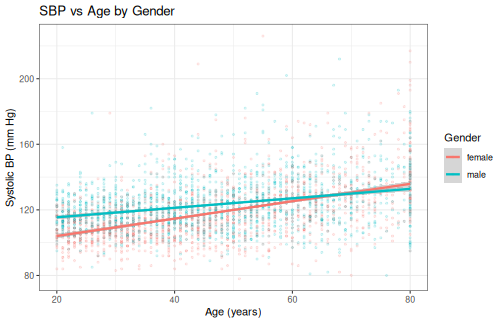 SBP vs Age by Gender
Systolic BP (mm Hg)
200
160
120
80
20
40
60
80
Age (years)
Gender
female
male